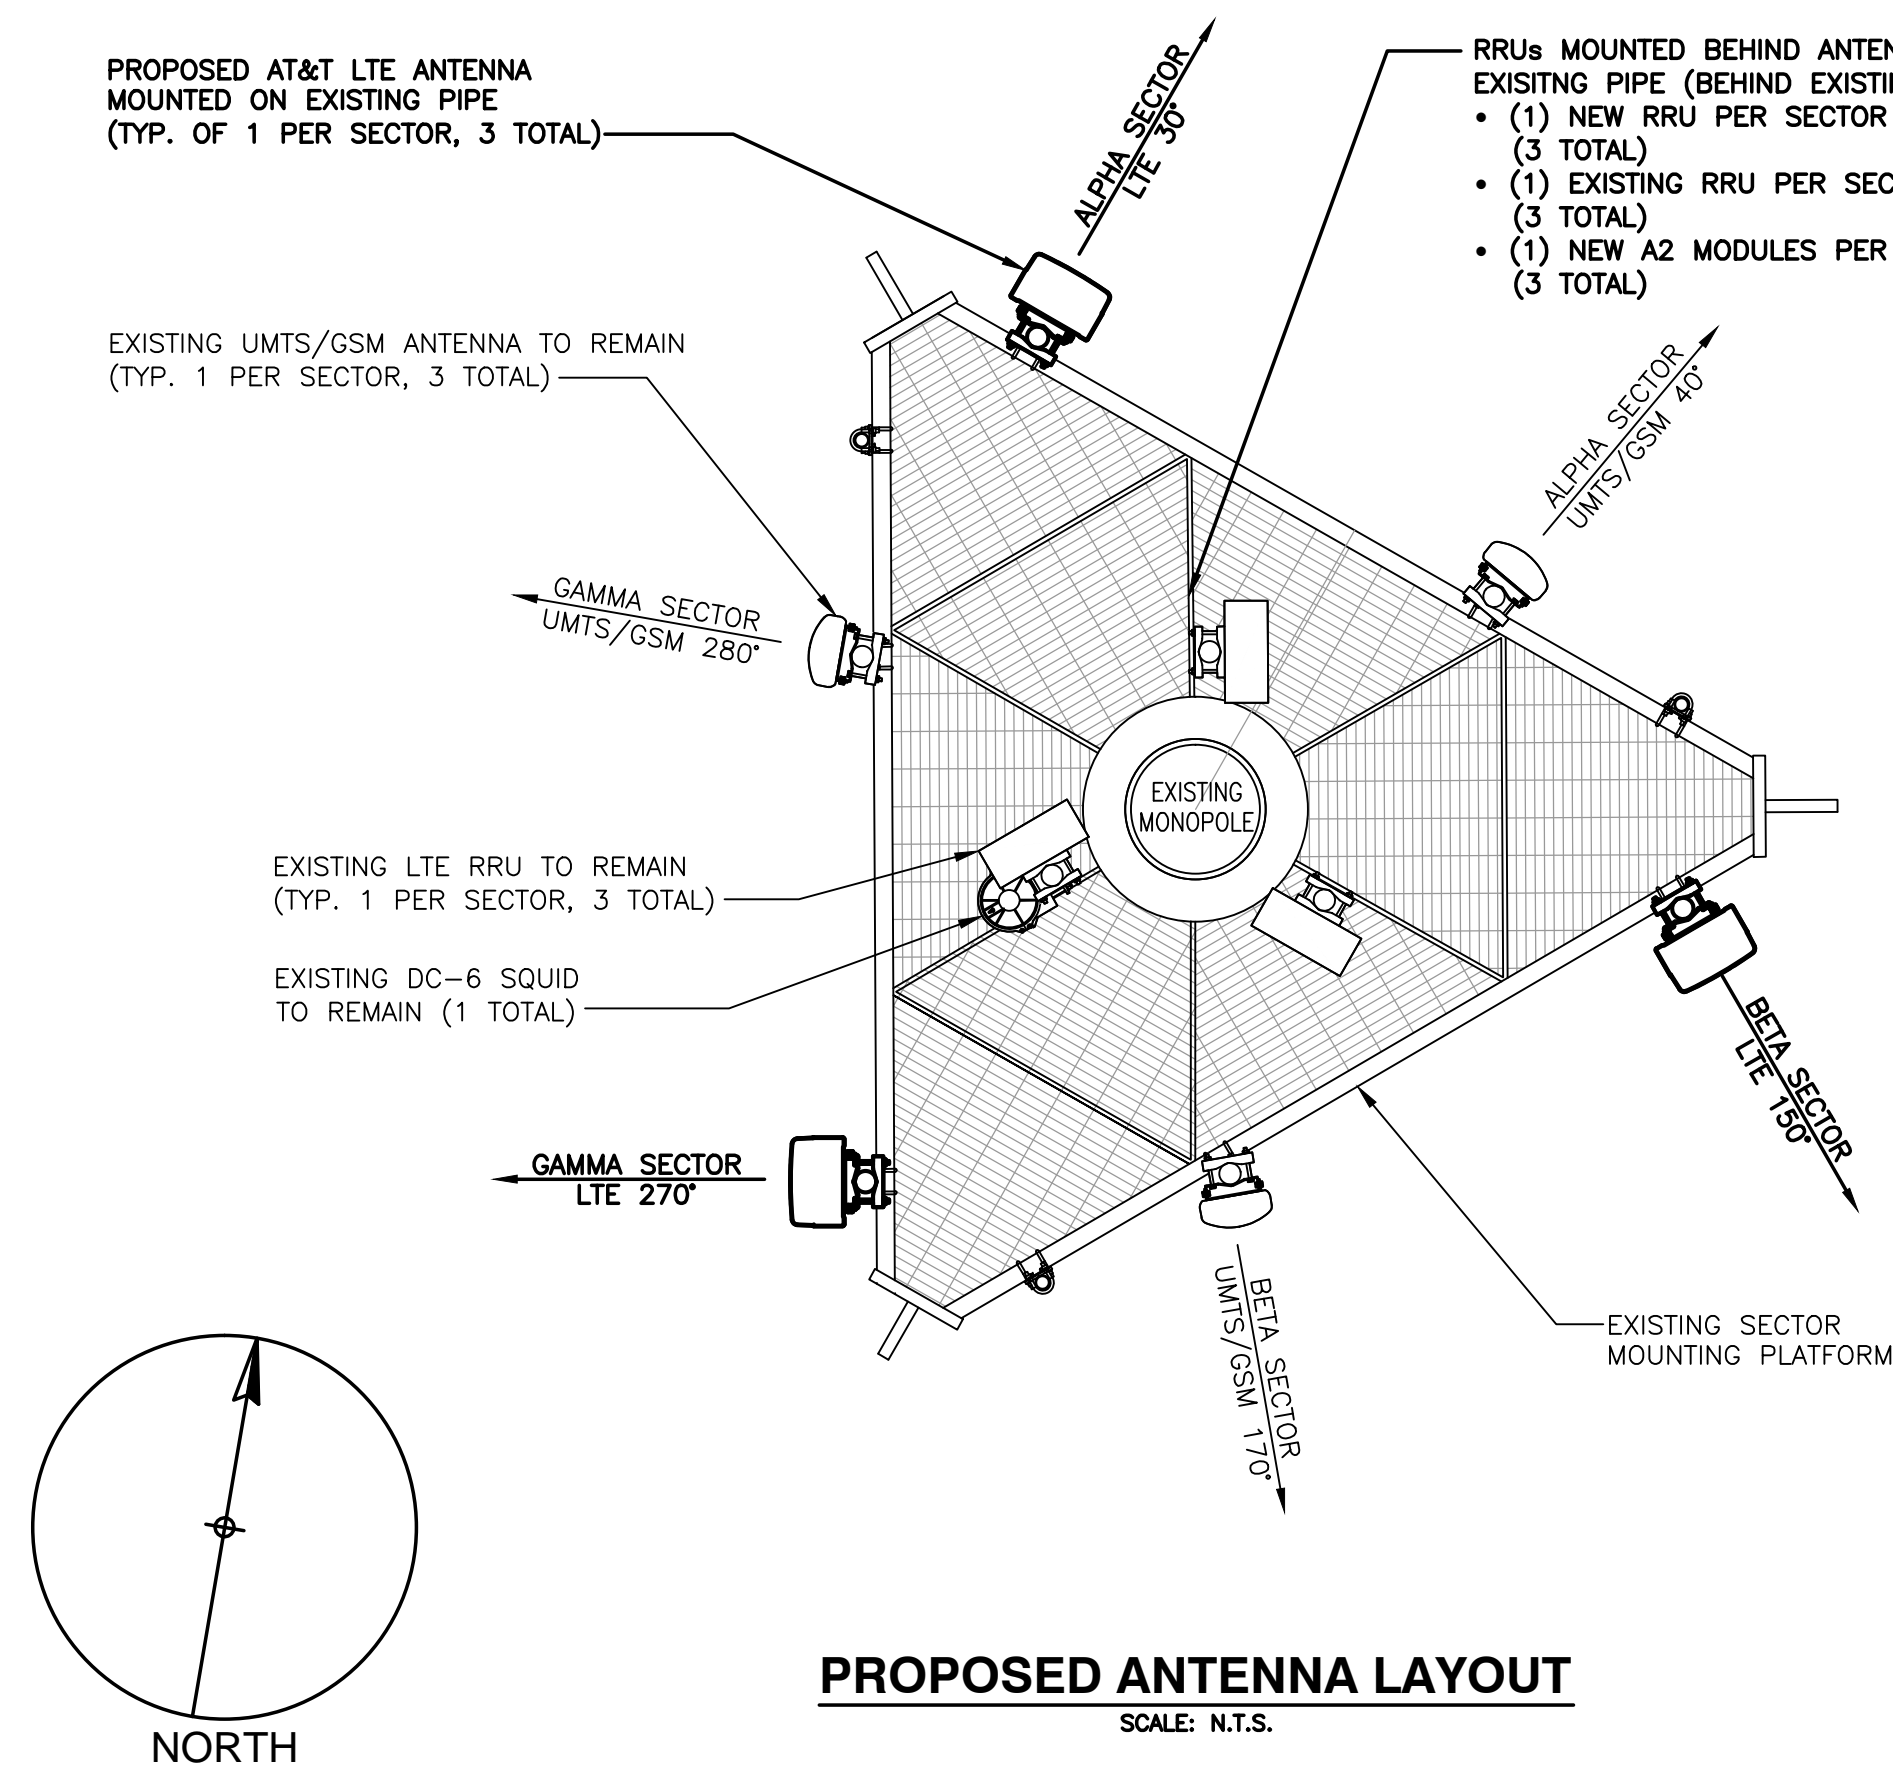 PROPOSED AT&T LTE ANTENNA
MOUNTED ON EXISTING PIPE
(TYP. OF 1 PER SECTOR, 3 TOTAL)
ALPHA SECTOR
LTE 30°
RRUs MOUNTED BEHIND
EXISITNG PIPE (BEHIND
• (1) NEW RRU PER SECTOR
(3 TOTAL)
• (1) EXISTING RRU PER
(3 TOTAL)
• (1) NEW A2 MODULES PER
(3 TOTAL)
EXISTING UMTS/GSM ANTENNA TO REMAIN
(TYP. 1 PER SECTOR, 3 TOTAL)
ALPHA SECTOR
UMTS/GSM 40°
GAMMA SECTOR
UMTS/GSM 280°
EXISTING
MONOPOLE
EXISTING LTE RRU TO REMAIN
(TYP. 1 PER SECTOR, 3 TOTAL)
EXISTING DC-6 SQUID
TO REMAIN (1 TOTAL)
BETA SECTOR
LTE 150°
GAMMA SECTOR
LTE 270°
BETA SECTOR
UMTS/GSM 170°
EXISTING SECTOR
MOUNTING PLATFORM
NORTH
PROPOSED ANTENNA LAYOUT
SCALE: N.T.S.